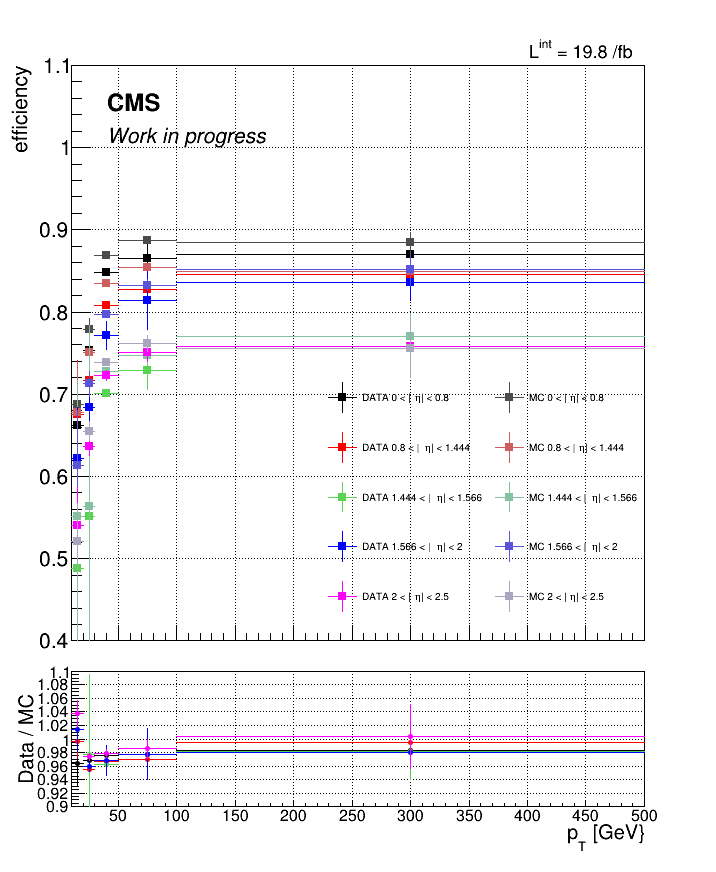 L^int = 19.8 /fb
efficiency
1.1
CMS
Work in progress
1
0.9
0.8
0.7
DATA 0 < | η| < 0.8
MC 0 < | η| < 0.8
DATA 0.8 < | η| < 1.444
MC 0.8 < | η| < 1.444
0.6
DATA 1.444 < | η| < 1.566
MC 1.444 < | η| < 1.566
0.5
DATA 1.566 < | η| < 2
MC 1.566 < | η| < 2
DATA 2 < | η| < 2.5
MC 2 < | η| < 2.5
0.4
Data / MC
1.1
1.08
1.06
1.04
1.02
1
0.98
0.96
0.94
0.92
0.9
50 100 150 200 250 300 350 400 450 500
p_T [GeV}